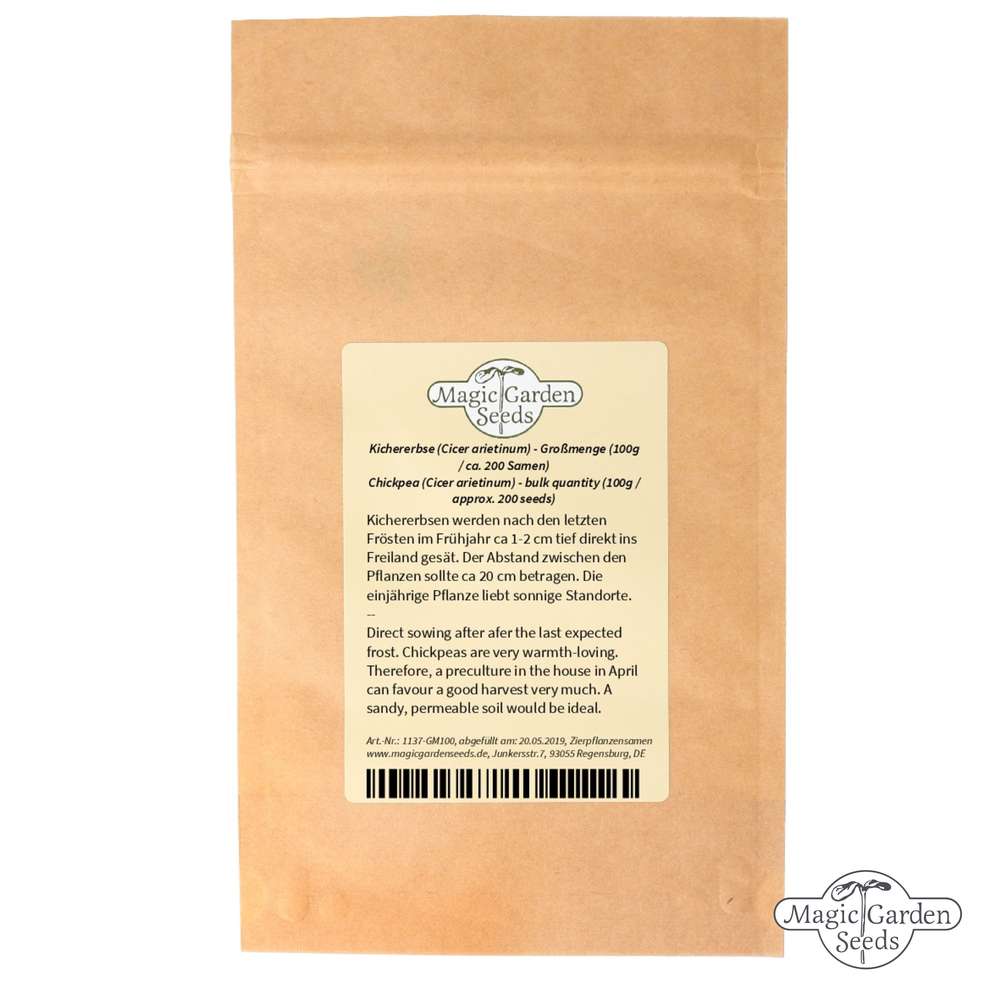 Magic Garden
Seeds
Kichererbse (Cicer arietinum) - Großmenge (100g
/ ca. 200 Samen)
Chickpea (Cicer arietinum) - bulk quantity (100g /
approx. 200 seeds)
Kichererbsen werden nach den letzten
Frösten im Frühjahr ca 1-2 cm tief direkt ins
Freiland gesät. Der Abstand zwischen den
Pflanzen sollte ca 20 cm betragen. Die
einjährige Pflanze liebt sonnige Standorte.
--
Direct sowing after afer the last expected
frost. Chickpeas are very warmth-loving.
Therefore, a preculture in the house in April
can favour a good harvest very much. A
sandy, permeable soil would be ideal.
Art.-Nr.: 1137-GM100, abgefüllt am: 20.05.2019, Zierpflanzensamen
www.magicgardenseeds.de, Junkersstr.7, 93055 Regensburg, DE
Magic Garden
Seeds